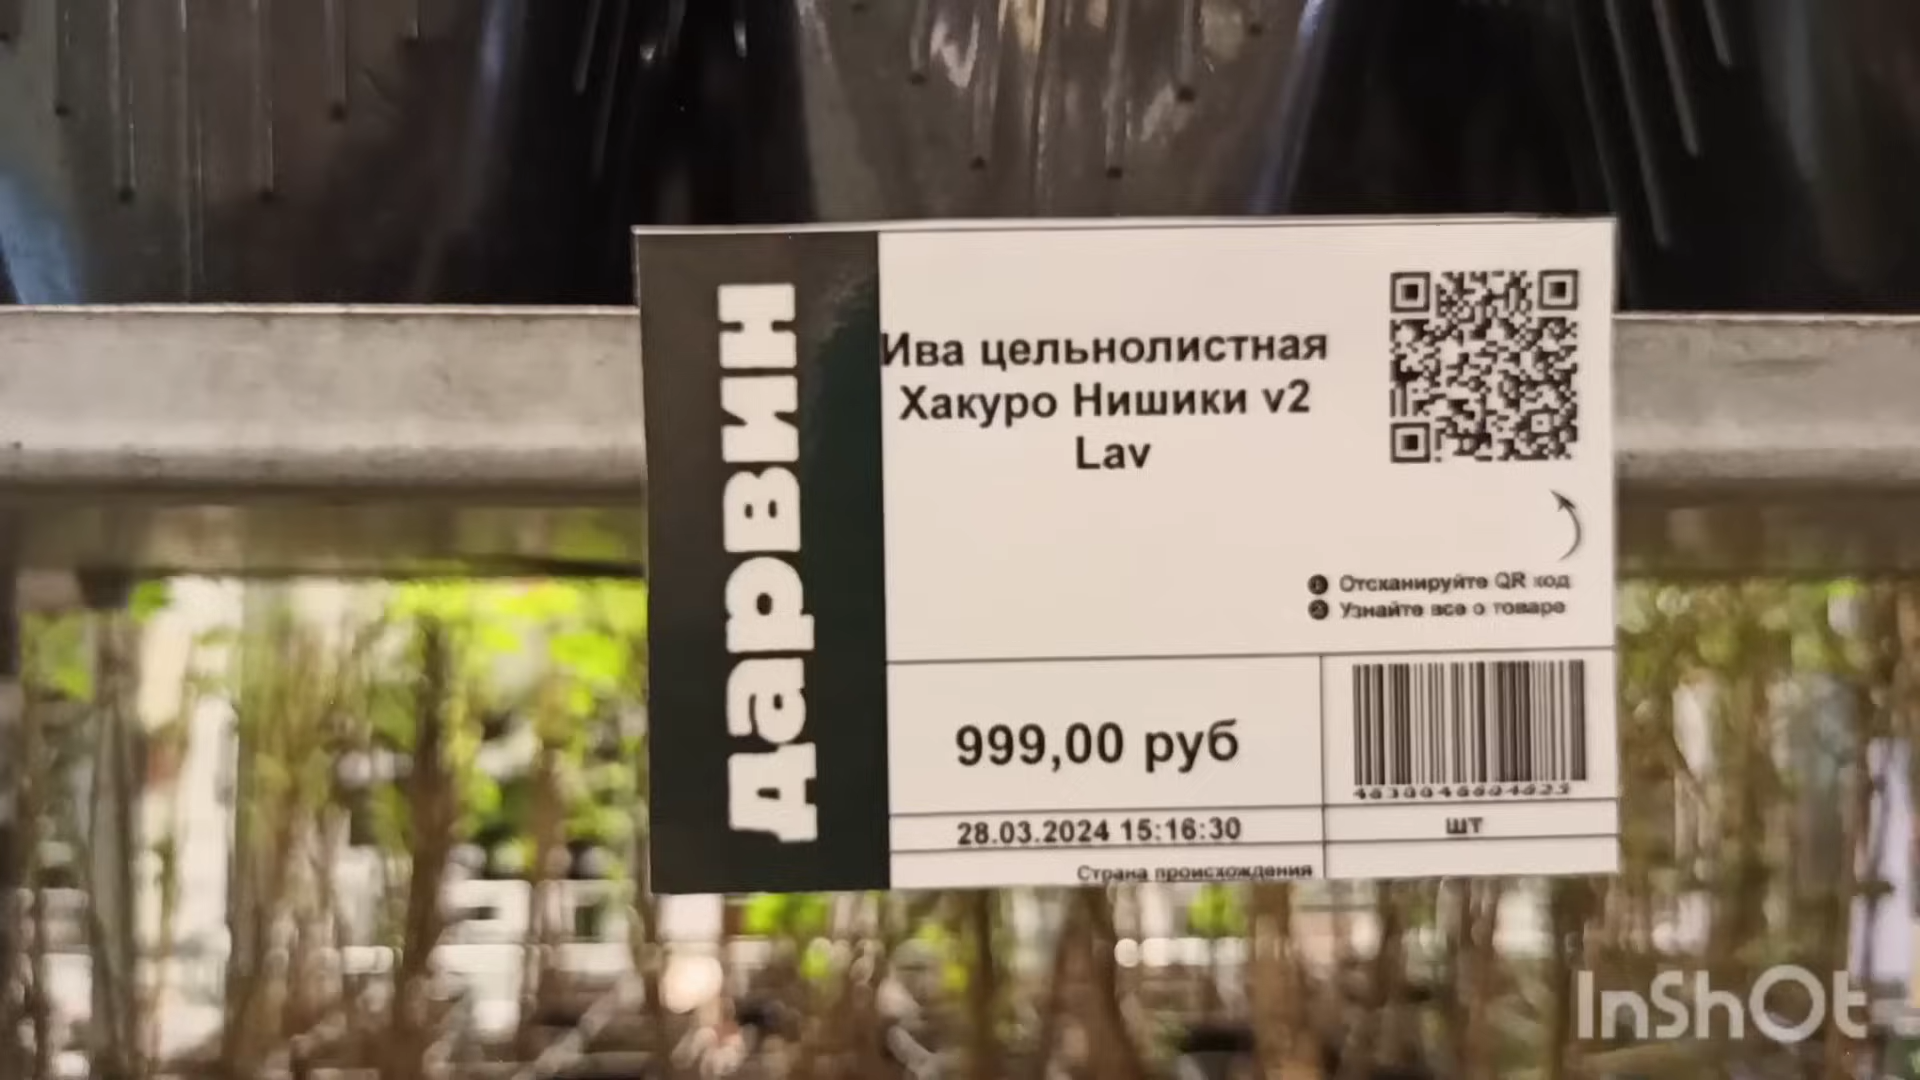 Дарвин
Ива цельнолистная
Хакуро Нишики v2
Lav
Отсканируйте QR код
Узнайте все о товаре
999,00 руб
28.03.2024 15:16:30
шт
Страна происхождения
InShOt